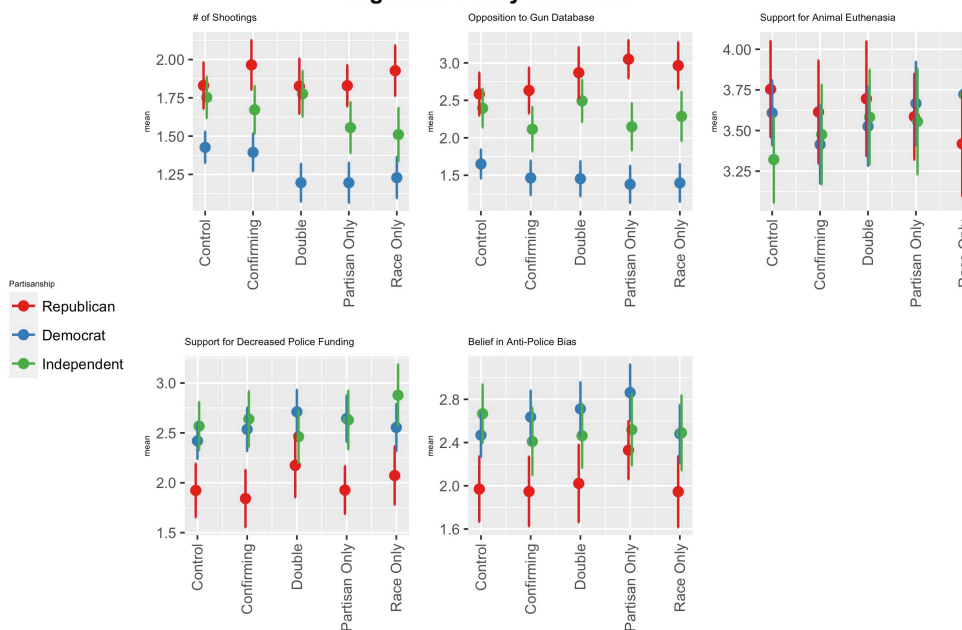 # of Shootings
Opposition to Gun Database
Support for Animal Euthenasia
mean
2.00
1.75
1.50
1.25
Control
Confirming
Double
Partisan Only
Race Only
mean
3.0
2.5
2.0
1.5
Control
Confirming
Double
Partisan Only
Race Only
mean
4.00
3.75
3.50
3.25
Control
Confirming
Double
Partisan Only
Partisanship
Republican
Democrat
Independent
Support for Decreased Police Funding
Belief in Anti-Police Bias
mean
3.0
2.5
2.0
1.5
Control
Confirming
Double
Partisan Only
Race Only
mean
2.8
2.4
2.0
1.6
Control
Confirming
Double
Partisan Only
Race Only